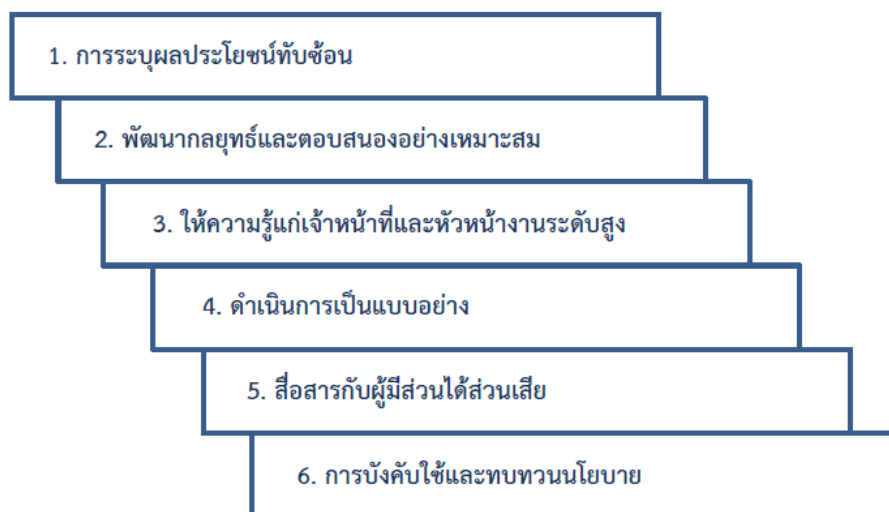 1. การระบุผลประโยชน์ทับซ้อน
2. พัฒนากลยุทธ์และตอบสนองอย่างเหมาะสม
3. ให้ความรู้แก่เจ้าหน้าที่และหัวหน้างานระดับสูง
4. ดำเนินการเป็นแบบอย่าง
5. สื่อสารกับผู้มีส่วนได้ส่วนเสีย
6. การบังคับใช้และทบทวนนโยบาย